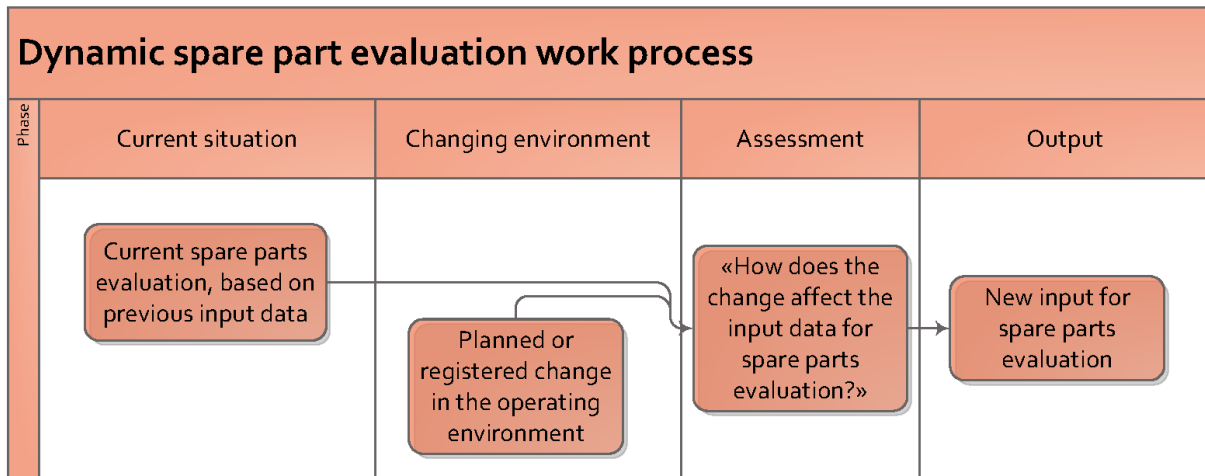 Dynamic spare part evaluation work process
Phase
Current situation
Changing environment
Assessment
Output
Current spare parts
evaluation, based on
previous input data
Planned or
registered change
in the operating
environment
«How does the
change affect the
input data for
spare parts
evaluation?»
New input for
spare parts
evaluation